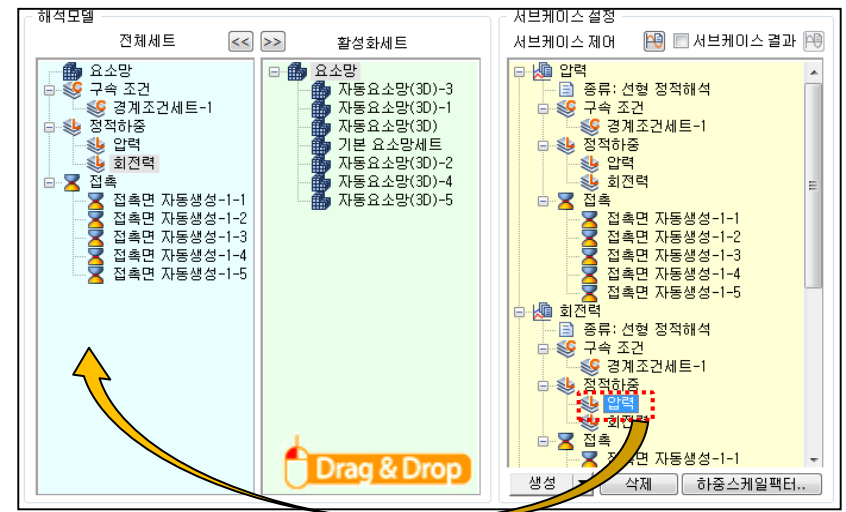 해석모델
전체세트
<<
>>
활성화세트
요소망
구속 조건
경계조건세트-1
정적하중
압력
회전력
접촉
접촉면 자동생성-1-1
접촉면 자동생성-1-2
접촉면 자동생성-1-3
접촉면 자동생성-1-4
접촉면 자동생성-1-5
요소망
자동요소망(3D)-3
자동요소망(3D)-1
자동요소망(3D)
기본 요소망세트
자동요소망(3D)-2
자동요소망(3D)-4
자동요소망(3D)-5
Drag & Drop
서브케이스 설정
서브케이스 제어
서브케이스 결과
압력
종류: 선형 정적해석
구속 조건
경계조건세트-1
정적하중
압력
회전력
접촉
접촉면 자동생성-1-1
접촉면 자동생성-1-2
접촉면 자동생성-1-3
접촉면 자동생성-1-4
접촉면 자동생성-1-5
회전력
종류: 선형 정적해석
구속 조건
경계조건세트-1
정적하중
압력
회전력
접촉
접촉면 자동생성-1-1
생성
삭제
하중스케일팩터..